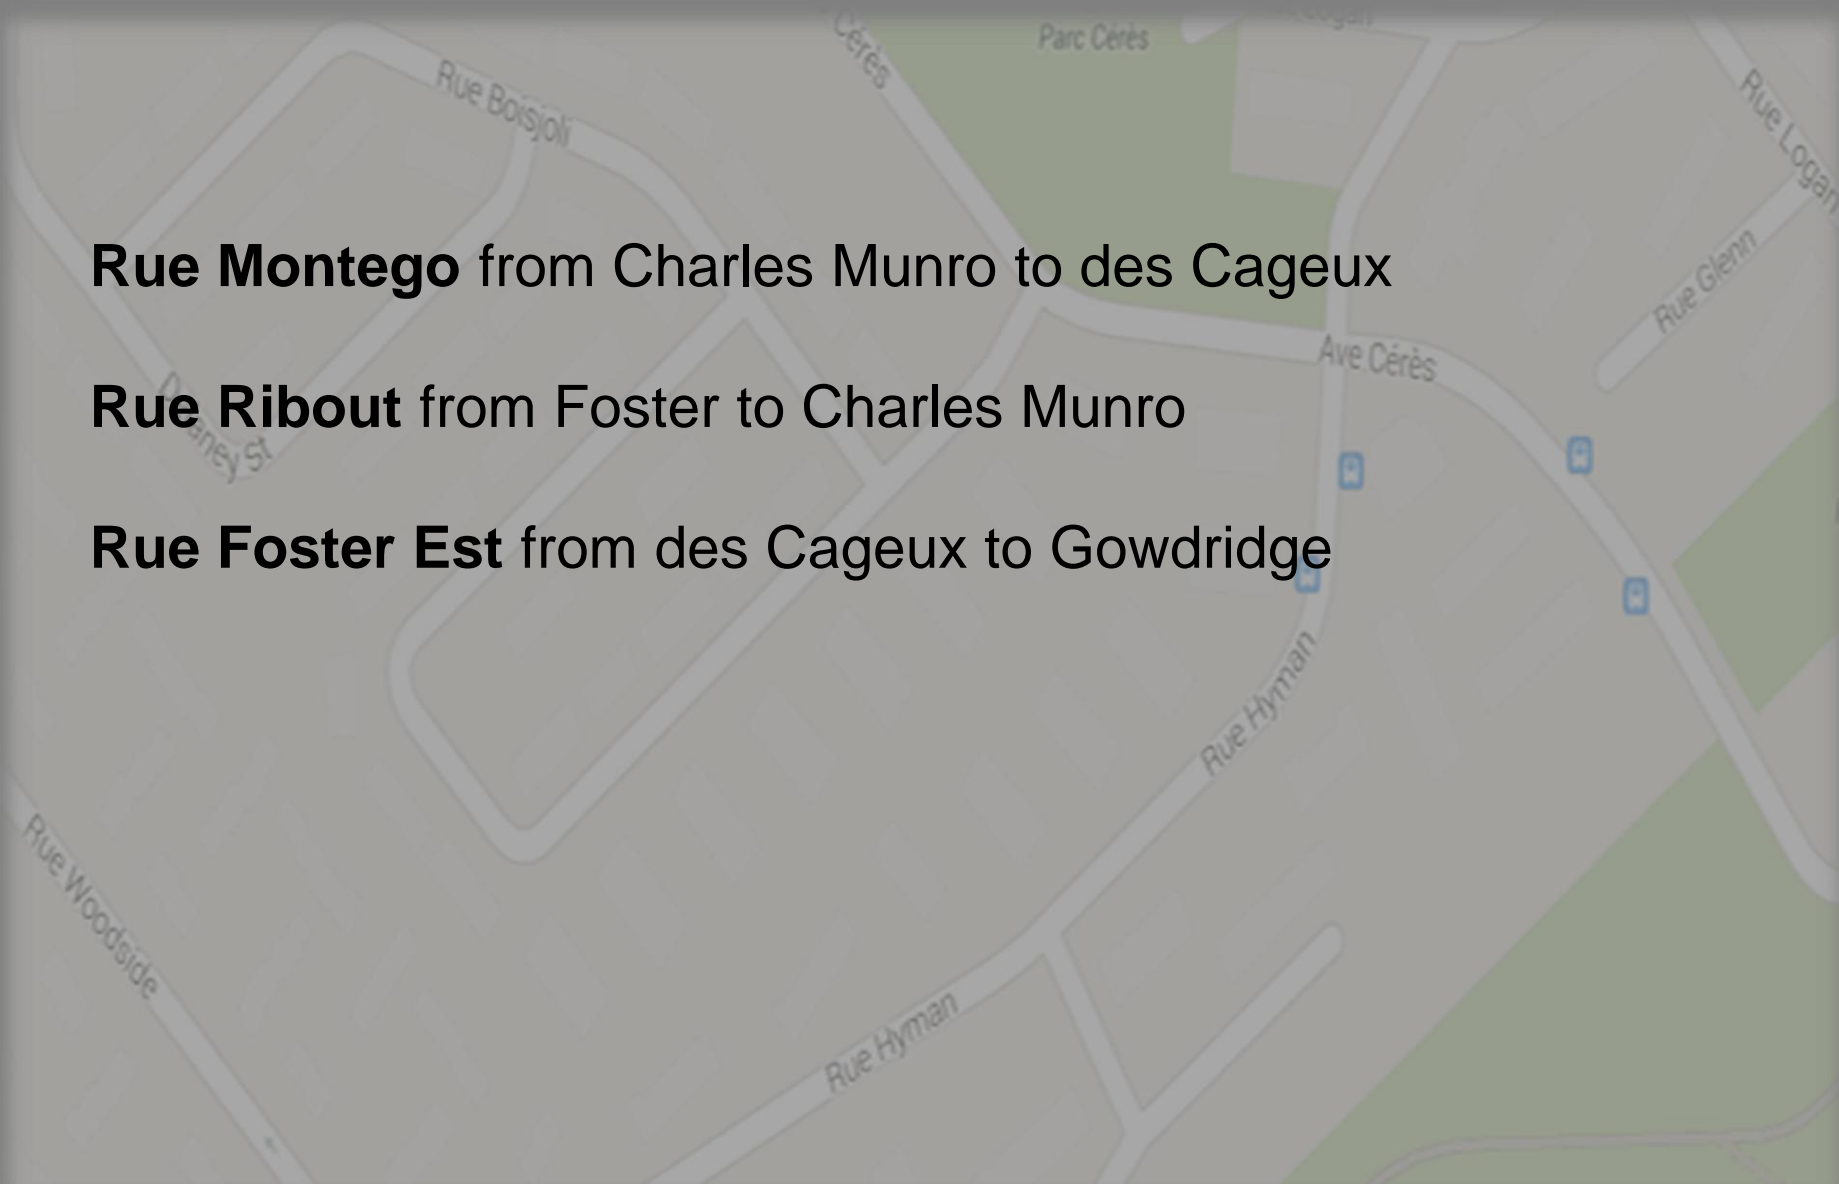 Parc Cérès
Cérès
Rue Boisjoli
Rue Logan
Rue Montego from Charles Munro to des Cageux
Rue Glenn
Ave Cérès
Rue Ribout from Foster to Charles Munro
St
Rue Foster Est from des Cageux to Gowdridge
Rue Hyman
Rue Woodside
Rue Hyman